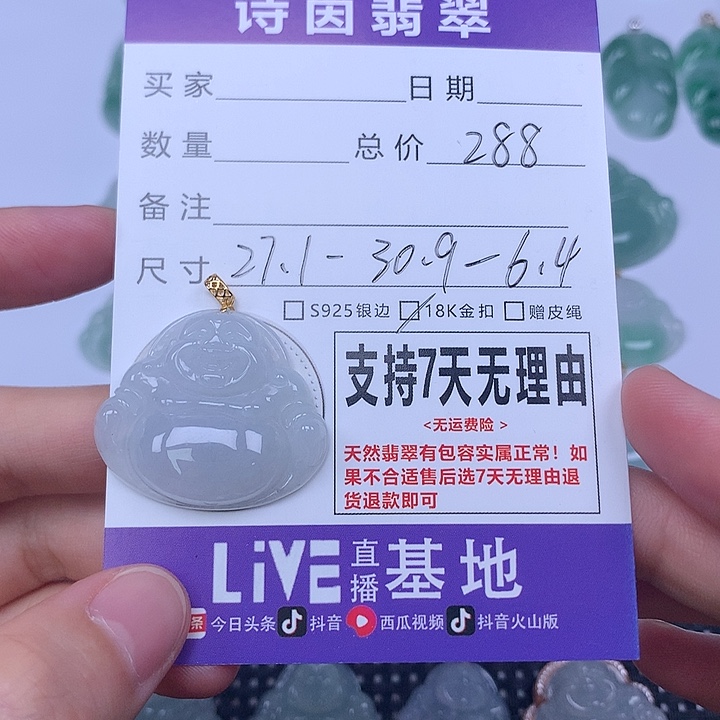 诗茵翡翠
买家 日期
数量 总价 288
备注
尺寸 27.1-30.9-6.4
□ S925银边 ☑ 18K金扣 □ 赠皮绳
支持7天无理由
<无运费险>
天然翡翠有包容实属正常！如
果不合适售后选7天无理由退
货退款即可
LiVE 直播 基地
条 今日头条 抖音 西瓜视频 抖音火山版